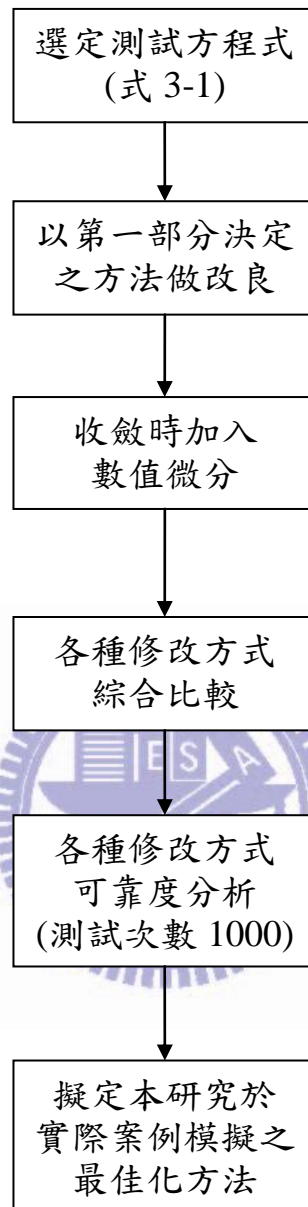 選定測試方程式
(式 3-1)
以第一部分決定
之方法做改良
收斂時加入
數值微分
各種修改方式
綜合比較
ESA
各種修改方式
可靠度分析
(測試次數 1000)
擬定本研究於
實際案例模擬之
最佳化方法